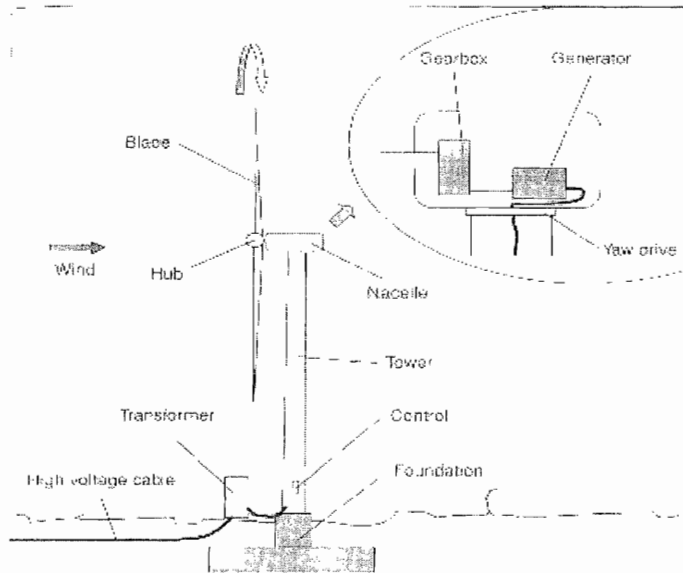 Gearbox
Generator
Blade
Yaw drive
Wind
Hub
Nacelle
Tower
Transformer
Control
High voltage cable
Foundation